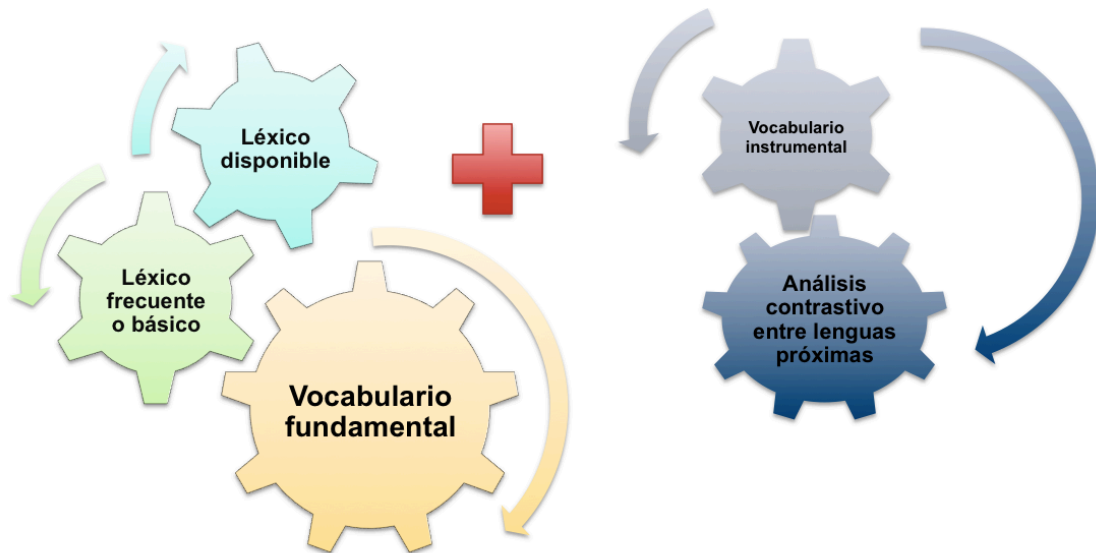 Léxico
disponible
Léxico
frecuente
o básico
Vocabulario
fundamental
Vocabulario
instrumental
Análisis
contrastivo
entre lenguas
próximas